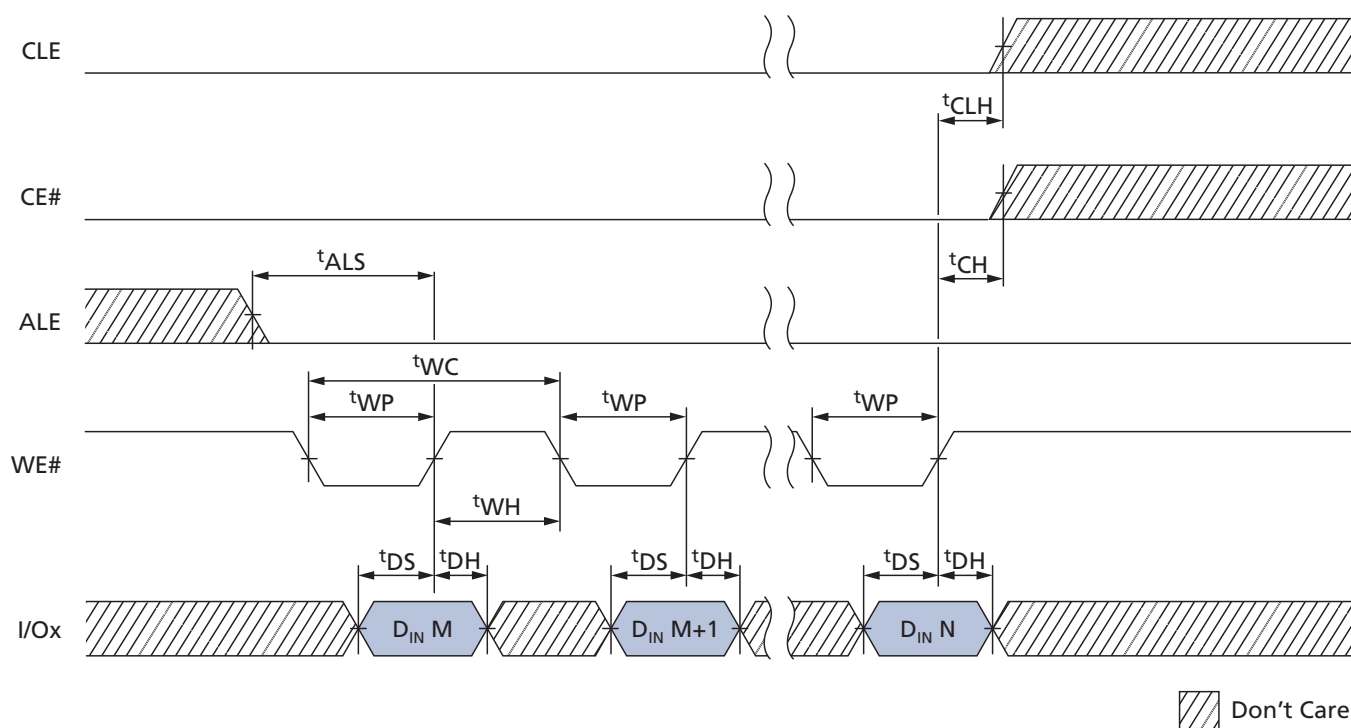 CLE
tCLH
CE#
tCH
tALS
ALE
tWC
tWP
tWP
tWP
WE#
tWH
tDS
tDH
tDS
tDH
tDS
tDH
I/Ox
DIN M
DIN M+1
DIN N
Don't Care